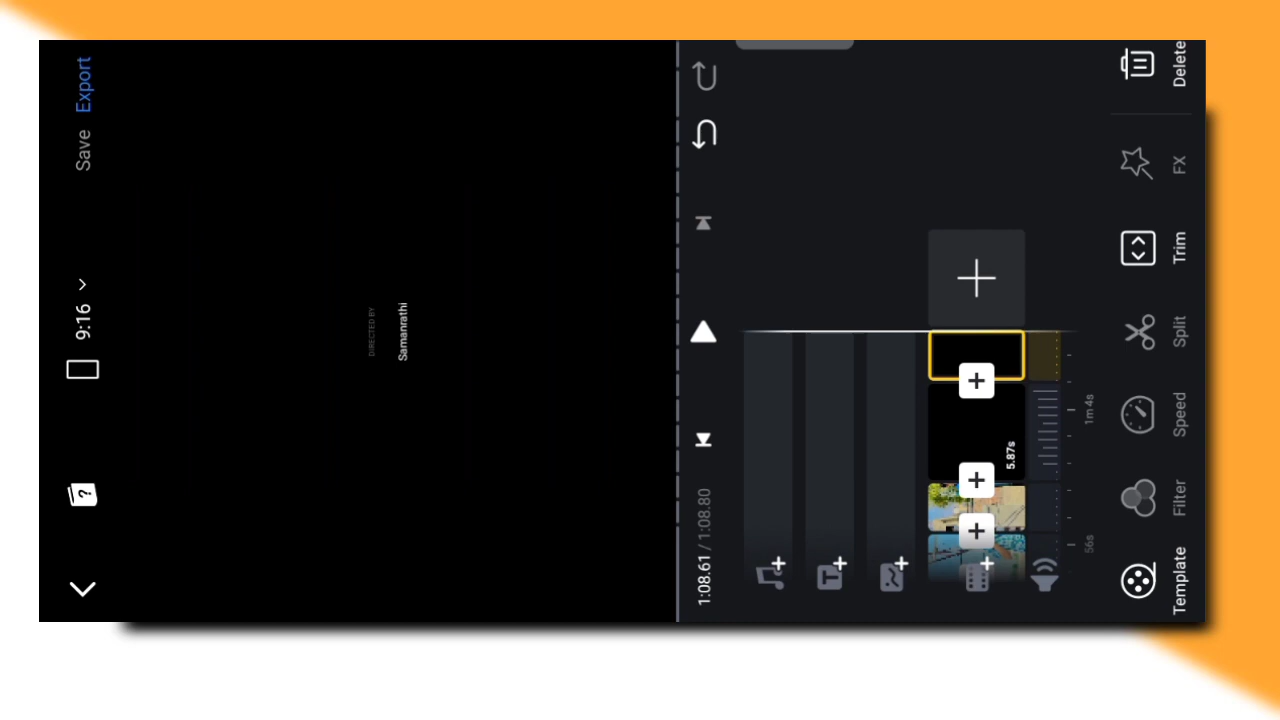 9:16
Save
Export
DIRECTED BY
Samanrathi
1:08.61 / 1:08.80
5.87s
56s
1m 4s
Template
Filter
Speed
Split
Trim
FX
Delete